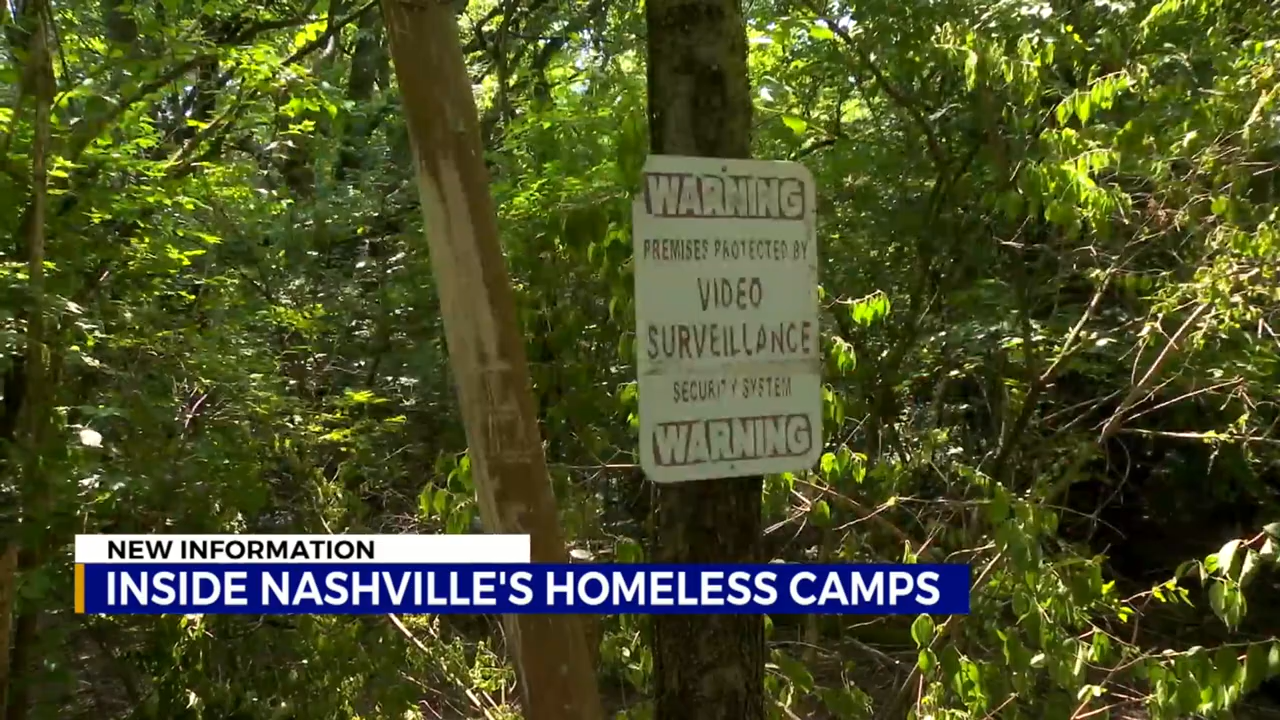 WARNING
PREMISES PROTECTED BY
VIDEO
SURVEILLANCE
SECURITY SYSTEM
WARNING
NEW INFORMATION
INSIDE NASHVILLE'S HOMELESS CAMPS